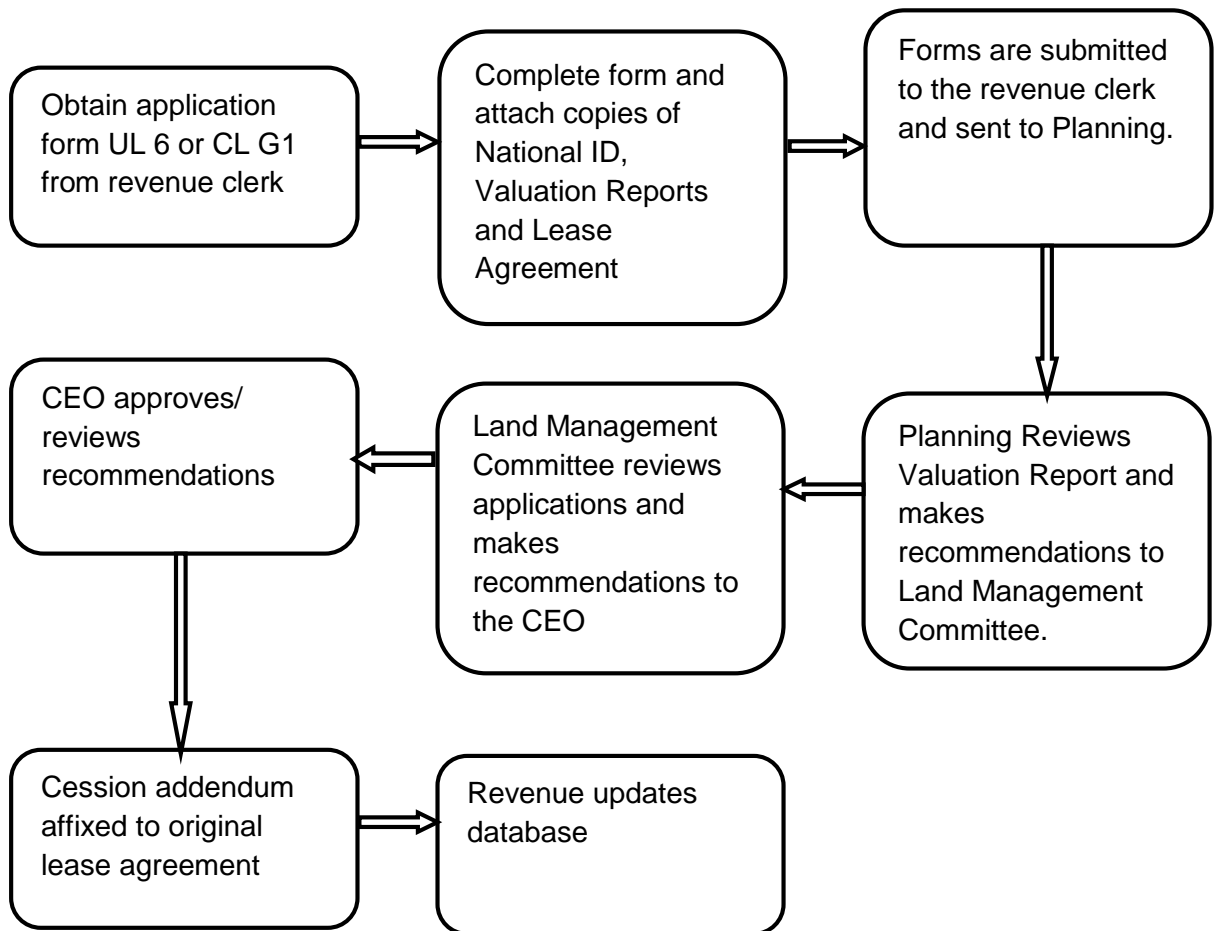 Obtain application
form UL 6 or CL G1
from revenue clerk
Complete form and
attach copies of
National ID,
Valuation Reports
and Lease
Agreement
Forms are submitted
to the revenue clerk
and sent to Planning.
Planning Reviews
Valuation Report and
makes
recommendations to
Land Management
Committee.
Land Management
Committee reviews
applications and
makes
recommendations to
the CEO
CEO approves/
reviews
recommendations
Cession addendum
affixed to original
lease agreement
Revenue updates
database